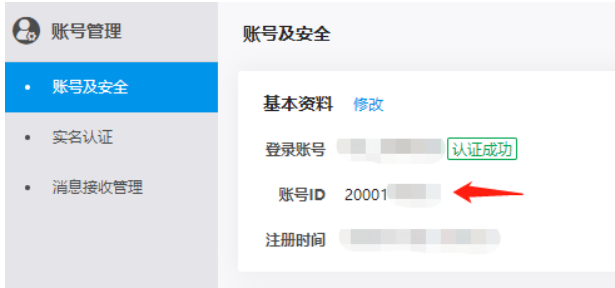 账号管理
账号及安全
实名认证
消息接收管理
账号及安全
基本资料 修改
登录账号 认证成功
账号ID 20001
注册时间